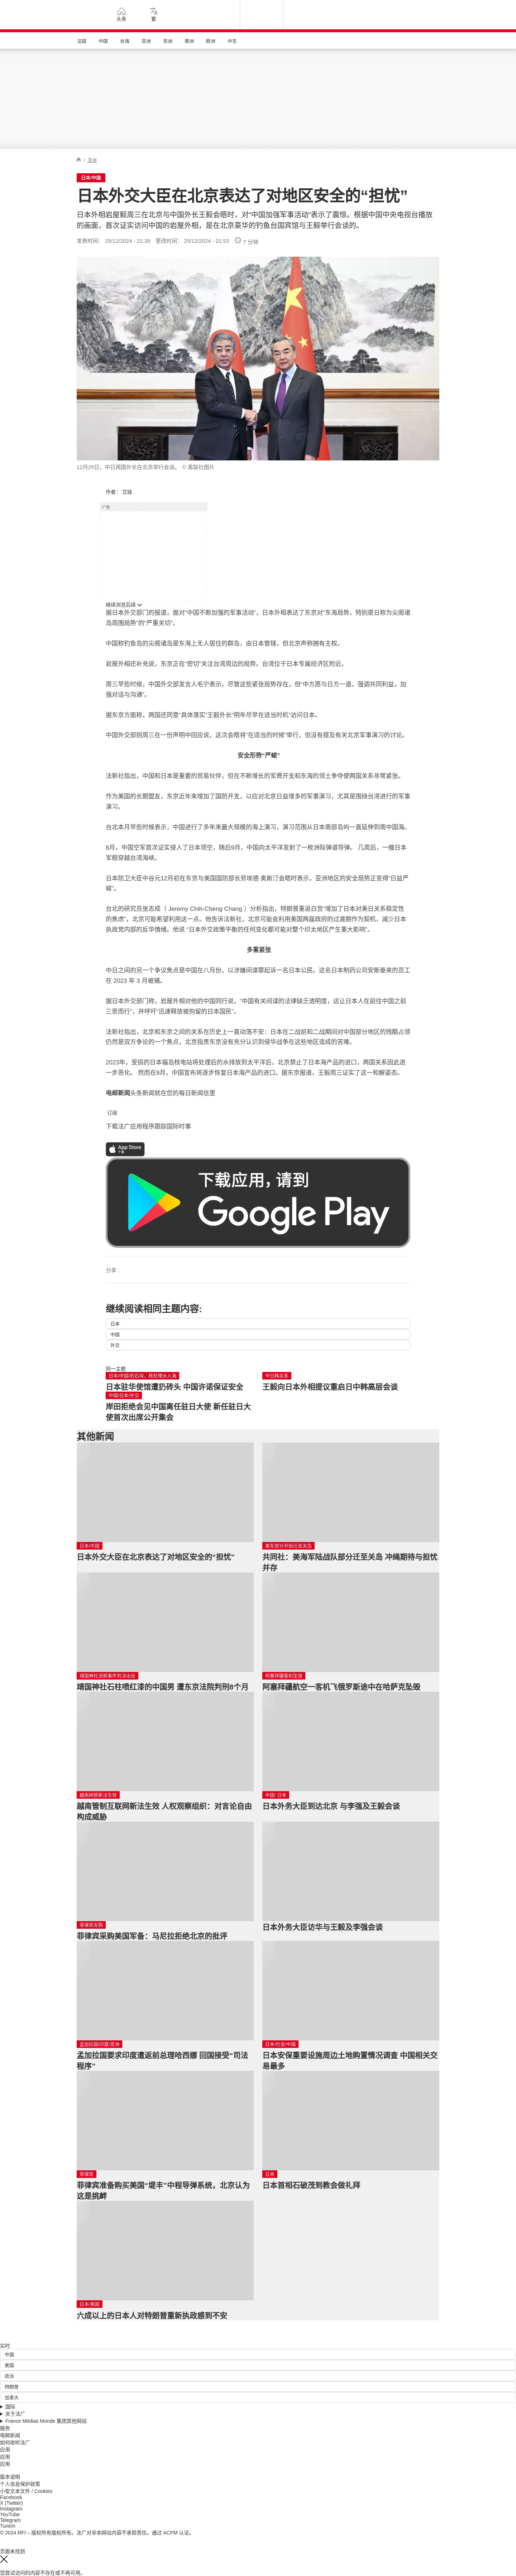 头条
繁
法国
中国
台海
亚洲
非洲
美洲
欧洲
中东
/ 亚洲
日本/中国
日本外交大臣在北京表达了对地区安全的“担忧”
日本外相岩屋毅周三在北京与中国外长王毅会晤时，对“中国加强军事活动”表示了震惊。根据中国中央电视台播放
的画面，首次证实访问中国的岩屋外相，是在北京豪华的钓鱼台国宾馆与王毅举行会谈的。
发表时间： 25/12/2024 - 21:39 更改时间： 25/12/2024 - 21:53 7 分钟
12月25日，中日两国外长在北京举行会谈。 © 美联社图片
作者： 艾娃
广告
继续浏览后续
据日本外交部门的报道，面对“中国不断加强的军事活动”，日本外相表达了东京对“东海局势，特别是日称为尖阁诸
岛周围局势”的“严重关切”。
中国称钓鱼岛的尖阁诸岛是东海上无人居住的群岛，由日本管辖，但北京声称拥有主权。
岩屋外相还补充说，东京正在“密切”关注台湾周边的局势。台湾位于日本专属经济区附近。
周三早些时候，中国外交部发言人毛宁表示，尽管这些紧张局势存在，但“中方愿与日方一道，强调共同利益，加
强对话与沟通”。
据东京方面称，两国还同意“具体落实”王毅外长“明年尽早在适当时机”访问日本。
中国外交部则周三在一份声明中回应说，这次会晤将“在适当的时候”举行，但没有提及有关北京军事演习的讨论。
安全形势“严峻”
法新社指出，中国和日本是重要的贸易伙伴，但在不断增长的军费开支和东海的领土争夺使两国关系非常紧张。
作为美国的长期盟友，东京近年来增加了国防开支，以应对北京日益增多的军事演习，尤其是围绕台湾进行的军事
演习。
台北本月早些时候表示，中国进行了多年来最大规模的海上演习，演习范围从日本南部岛屿一直延伸到南中国海。
8月，中国空军首次证实侵入了日本领空，随后9月，中国向太平洋发射了一枚洲际弹道导弹。 几周后，一艘日本
军舰穿越台湾海峡。
日本防卫大臣中谷元12月初在东京与美国国防部长劳埃德·奥斯汀会晤时表示，亚洲地区的安全局势正变得“日益严
峻”。
台北的研究员张志成（ Jeremy Chih-Cheng Chang ）分析指出，特朗普重返白宫“增加了日本对美日关系稳定性
的焦虑”，北京可能希望利用这一点。他告诉法新社，北京可能会利用美国两届政府的过渡期作为契机，减少日本
执政党内部的反华情绪。他说 “日本外交政策平衡的任何变化都可能对整个印太地区产生重大影响”。
多重紧张
中日之间的另一个争议焦点是中国在八月份，以涉嫌间谍罪起诉一名日本公民。这名日本制药公司安斯泰来的员工
在 2023 年 3 月被捕。
据日本外交部门称，岩屋外相对他的中国同行说，“中国有关间谍的法律缺乏透明度，这让日本人在前往中国之前
三思而行”，并呼吁“迅速释放被拘留的日本国民”。
法新社指出，北京和东京之间的关系在历史上一直动荡不安：日本在二战前和二战期间对中国部分地区的残酷占领
仍然是双方争论的一个焦点，北京指责东京没有充分认识到侵华战争在这些地区造成的苦难。
2023年，受损的日本福岛核电站将处理后的水排放到太平洋后，北京禁止了日本海产品的进口，两国关系因此进
一步恶化。 然而在9月，中国宣布将逐步恢复日本海产品的进口。据东京报道，王毅周三证实了这一和解姿态。
电邮新闻头条新闻就在您的每日新闻信里
订阅
下载法广应用程序跟踪国际时事
App Store
下载
下载应用，请到
Google Play
分享 :
继续阅读相同主题内容:
日本
中国
外交
同一主题
日本/中国/扔石块、核处理水入海
日本驻华使馆遭扔砖头 中国许诺保证安全
中日韩关系
王毅向日本外相提议重启日中韩高层会谈
中国/日本/外交
岸田拒绝会见中国离任驻日大使 新任驻日大
使首次出席公开集会
其他新闻
日本/中国
日本外交大臣在北京表达了对地区安全的“担忧”
美军部分开始迁至关岛
共同社：美海军陆战队部分迁至关岛 冲绳期待与担忧
并存
靖国神社涂鸦案件判决出台
靖国神社石柱喷红漆的中国男 遭东京法院判刑8个月
阿塞拜疆客机坠毁
阿塞拜疆航空一客机飞俄罗斯途中在哈萨克坠毁
越南网管新法生效
越南管制互联网新法生效 人权观察组织：对言论自由
构成威胁
中国/ 日本
日本外务大臣到达北京 与李强及王毅会谈
菲律宾军购
菲律宾采购美国军备：马尼拉拒绝北京的批评
日本外务大臣访华与王毅及李强会谈
孟加拉国/印度/亚洲
孟加拉国要求印度遣返前总理哈西娜 回国接受“司法
程序”
日本/社会/中国
日本安保重要设施周边土地购置情况调查 中国相关交
易最多
菲律宾
菲律宾准备购买美国“堤丰”中程导弹系统，北京认为
这是挑衅
日本
日本首相石破茂到教会做礼拜
日本/美国
六成以上的日本人对特朗普重新执政感到不安
实时
中国
美国
政治
特朗普
加拿大
国际
关于法广
France Médias Monde 集团其他网站
服务
电邮新闻
如何收听法广
应用
应用
应用
版本说明
个人信息保护政策
小型文本文件 / Cookies
Facebook
X (Twitter)
Instagram
YouTube
Telegram
TuneIn
© 2024 RFI – 版权所有版权所有。法广对非本网站内容不承担责任。通过 ACPM 认证。
页面未找到
您尝试访问的内容不存在或不再可用。